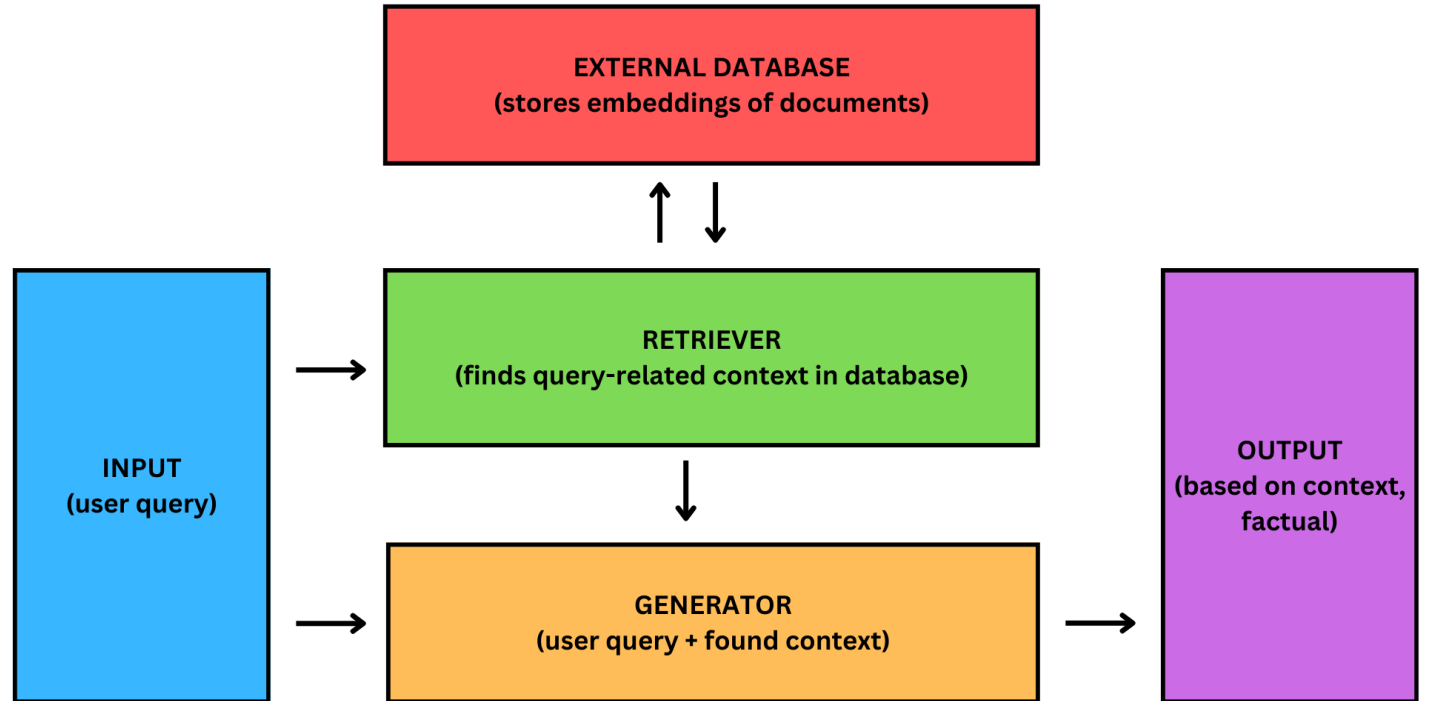 EXTERNAL DATABASE
(stores embeddings of documents)
RETRIEVER
(finds query-related context in database)
INPUT
(user query)
GENERATOR
(user query + found context)
OUTPUT
(based on context,
factual)